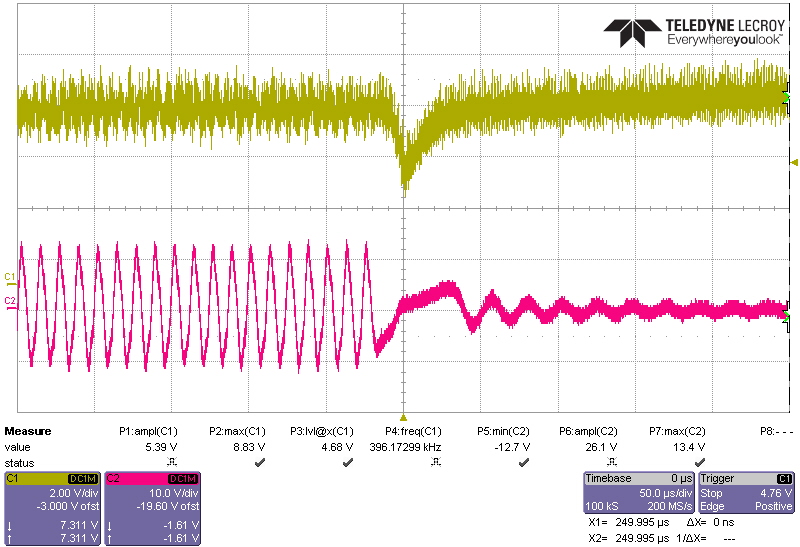 TELEDYNE LECROY
Everywhereyoulook™
C1
C2
Measure P1:ampl(C1) P2:max(C1) P3:lvl@x(C1) P4:freq(C1) P5:min(C2) P6:ampl(C2) P7:max(C2) P8:- - -
value 5.39 V 8.83 V 4.68 V 396.17299 kHz -12.7 V 26.1 V 13.4 V
status
C1 DC1M
2.00 V/div
-3.000 V ofst
↓ 7.311 V
↑ 7.311 V
C2 DC1M
10.0 V/div
-19.60 V ofst
↓ -1.61 V
↑ -1.61 V
Timebase 0 µs
50.0 µs/div
100 kS 200 MS/s
Trigger C1
Stop 4.76 V
Edge Positive
X1= 249.995 µs ΔX= 0 ns
X2= 249.995 µs 1/ΔX= ---